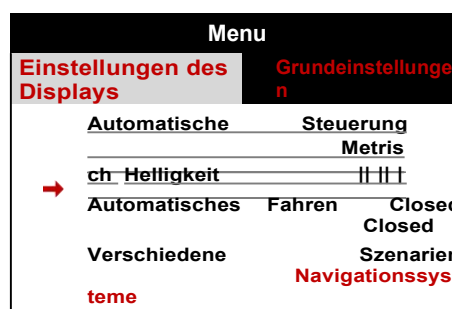 Menu
Einstellungen des Displays
Grundeinstellungen
Automatische Steuerung
Metris
ch Helligkeit || || |
Automatisches Fahren Closed
Closed
Verschiedene Szenarien
Navigationssys
teme